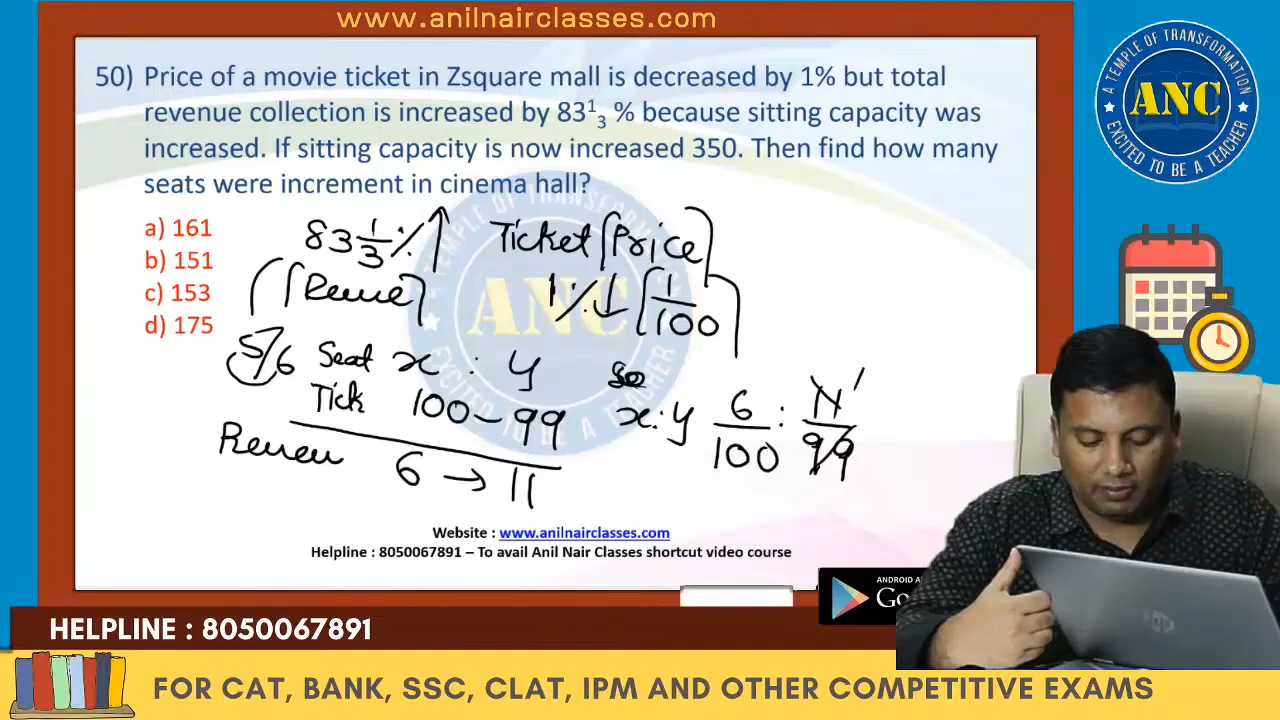 www.anilnairclasses.com
50) Price of a movie ticket in Zsquare mall is decreased by 1% but total
revenue collection is increased by 83 1/3 % because sitting capacity was
increased. If sitting capacity is now increased 350. Then find how many
seats were increment in cinema hall?
a) 161
b) 151
c) 153
d) 175
83 1/3 %
Ticket [Price]
1% ↓ [1/100]
5/6 Seat x : y
Tick 100 – 99
6 → 11
x : y 6/100 : 11/99
Website : www.anilnairclasses.com
Helpline : 8050067891 – To avail Anil Nair Classes shortcut video course
A TEMPLE OF TRANSFORMATION
ANC
EXCITED TO BE A TEACHER
ANDROID A
Go
HELPLINE : 8050067891
FOR CAT, BANK, SSC, CLAT, IPM AND OTHER COMPETITIVE EXAMS